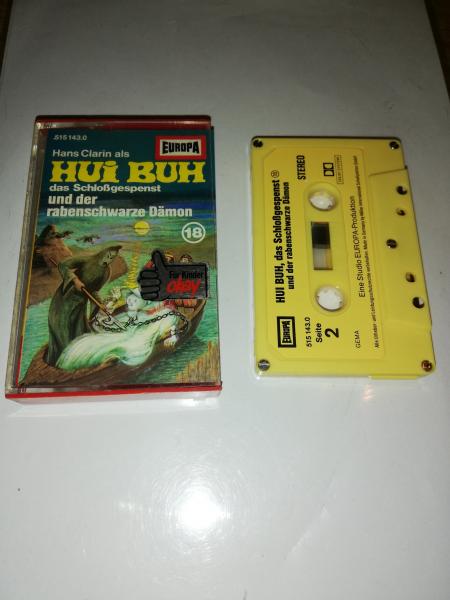 515 143.0
EUROPA
Hans Clarin als
HUI BUH
das Schloßgespenst
und der
rabenschwarze Dämon
18
Für Kinder
okay
HUI BUH, das Schloßgespenst 18
und der rabenschwarze Dämon
STEREO
EUROPA
515 143.0
Seite
2
GEMA
Eine Studio EUROPA-Produktion